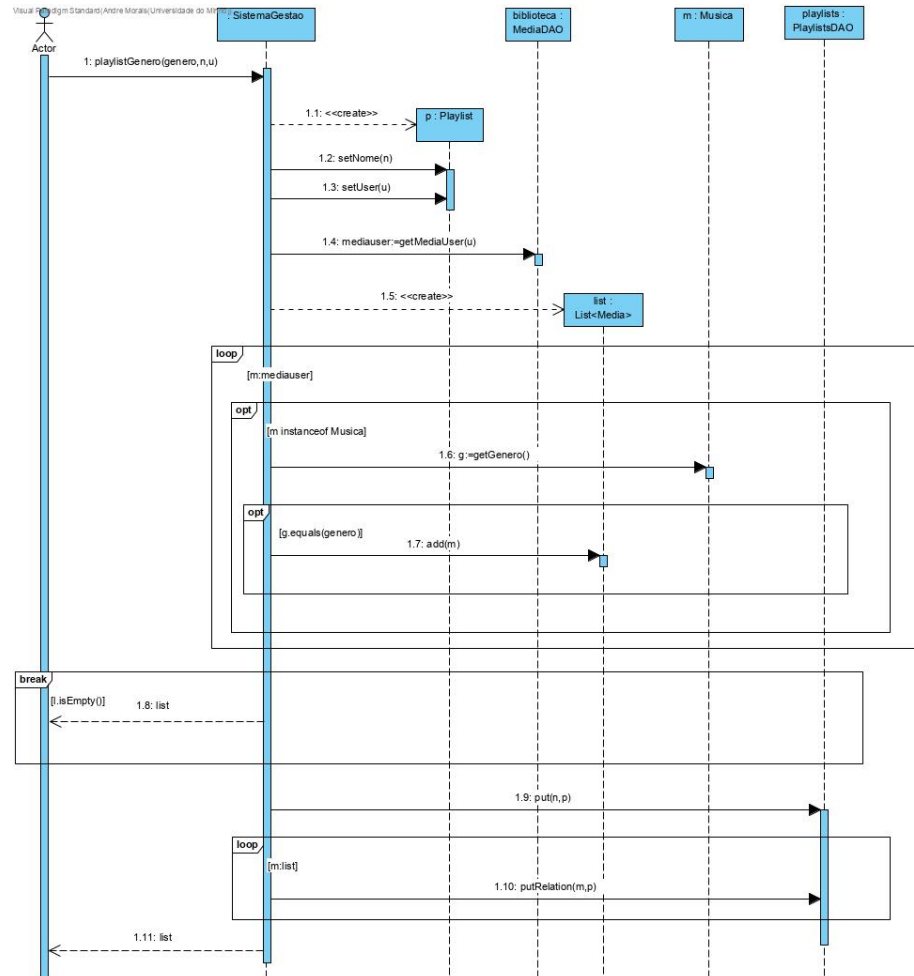 Visual Paradigm Standard(Andre Morais(Universidade do Minho))
: SistemaGestao
biblioteca :
MediaDAO
m : Musica
playlists :
PlaylistsDAO
Actor
1: playlistGenero(genero,n,u)
1.1: <<create>>
p : Playlist
1.2: setNome(n)
1.3: setUser(u)
1.4: mediauser:=getMediaUser(u)
1.5: <<create>>
list :
List<Media>
loop
[m:mediauser]
opt
[m instanceof Musica]
1.6: g:=getGenero()
opt
[g.equals(genero)]
1.7: add(m)
break
[l.isEmpty()]
1.8: list
1.9: put(n,p)
loop
[m:list]
1.10: putRelation(m,p)
1.11: list